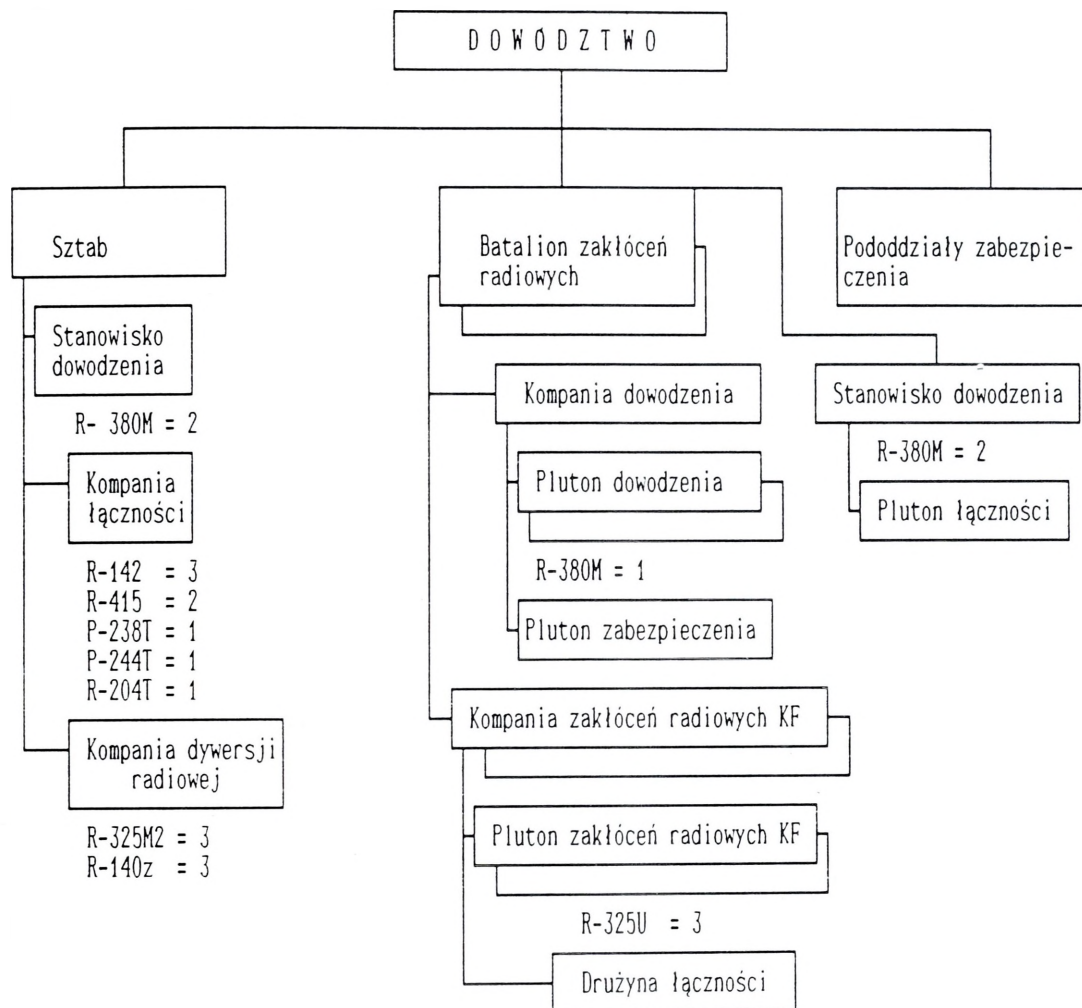 D O W Ó D Z T W O
Sztab
Stanowisko
dowodzenia
R- 380M = 2
Kompania
łączności
R-142 = 3
R-415 = 2
P-238T = 1
P-244T = 1
R-204T = 1
Kompania dywersji
radiowej
R-325M2 = 3
R-140z = 3
Batalion zakłóceń
radiowych
Kompania dowodzenia
Pluton dowodzenia
R-380M = 1
Pluton zabezpieczenia
Kompania zakłóceń radiowych KF
Pluton zakłóceń radiowych KF
R-325U = 3
Drużyna łączności
Pododdziały zabezpie-
czenia
Stanowisko dowodzenia
R-380M = 2
Pluton łączności